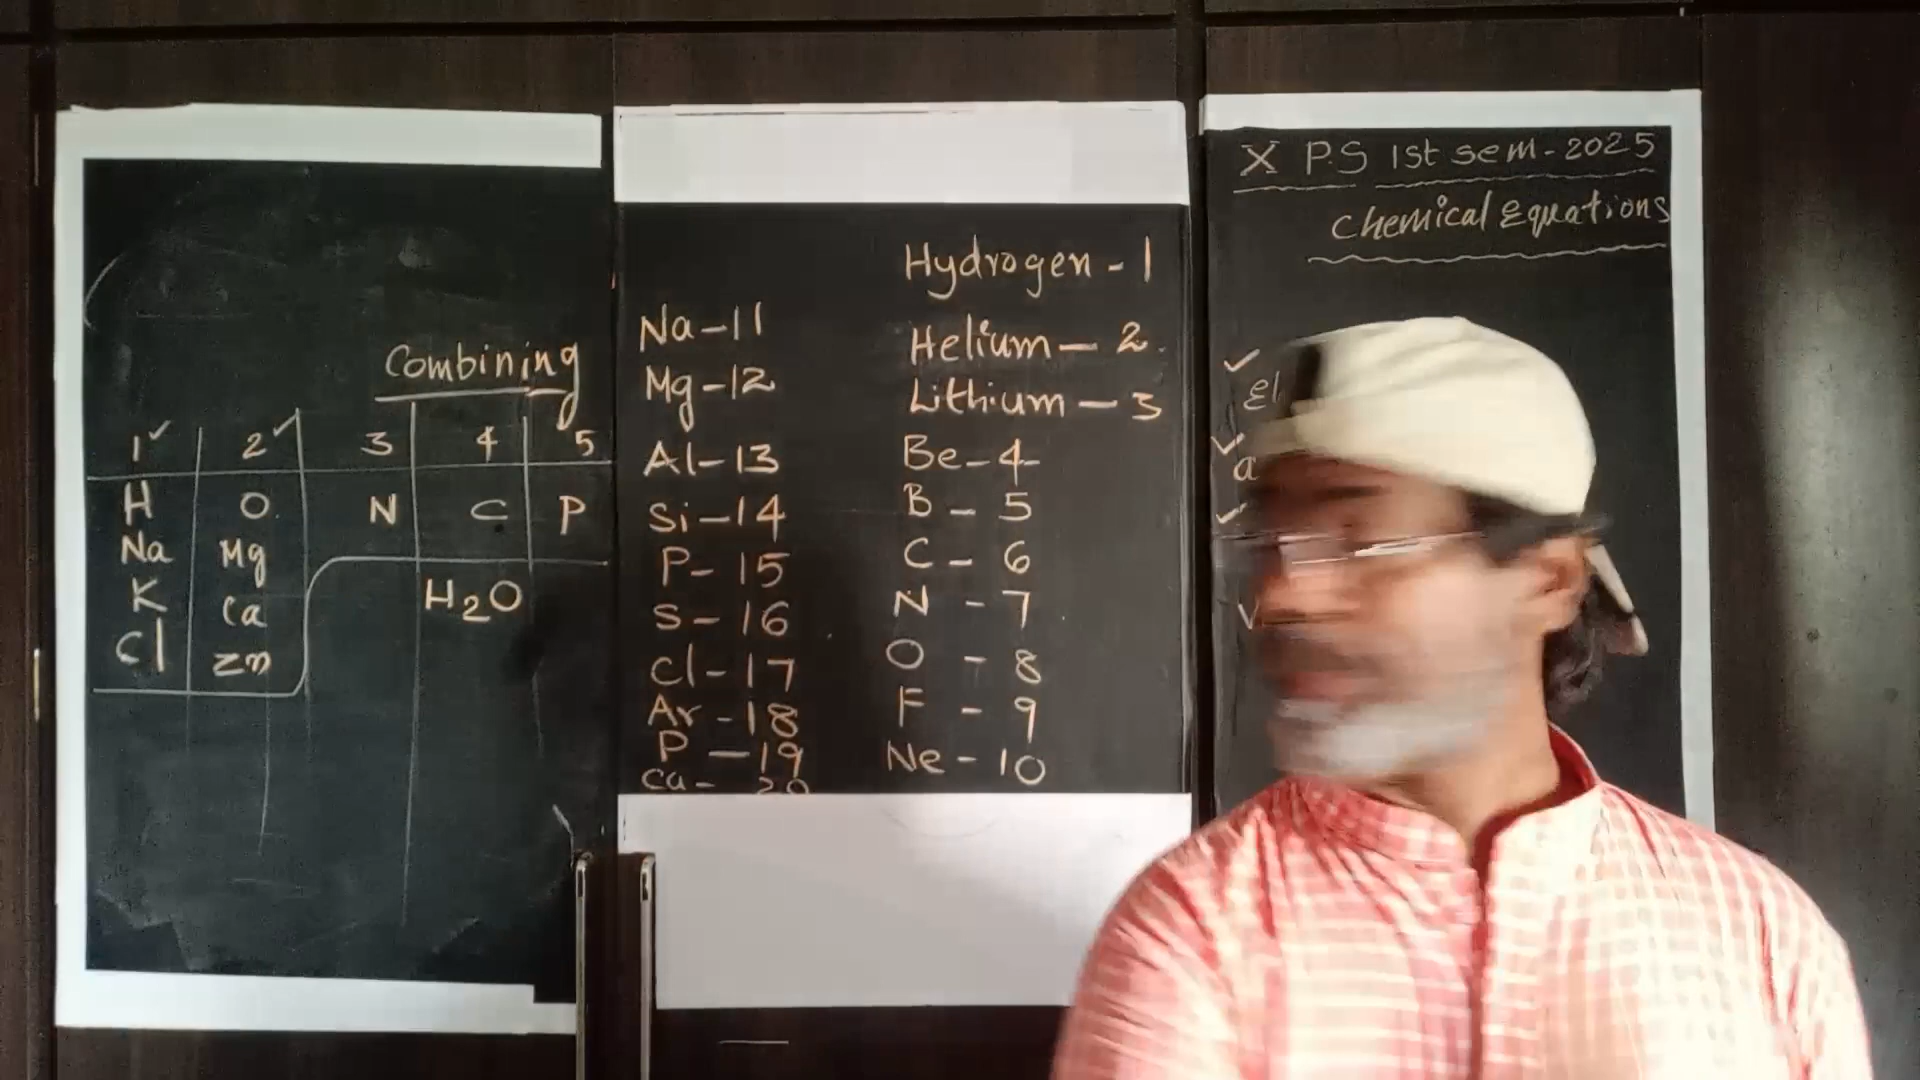 Combining
1 2 3 4 5
H O N C P
Na Mg
K Ca
Cl Zn
H2O
Hydrogen - 1
Helium - 2
Lithium - 3
Be - 4
B - 5
C - 6
N - 7
O - 8
F - 9
Ne - 10
Na - 11
Mg - 12
Al - 13
Si - 14
P - 15
S - 16
Cl - 17
Ar - 18
P - 19
Ca - 20
X P.S 1st sem - 2025
Chemical Equations